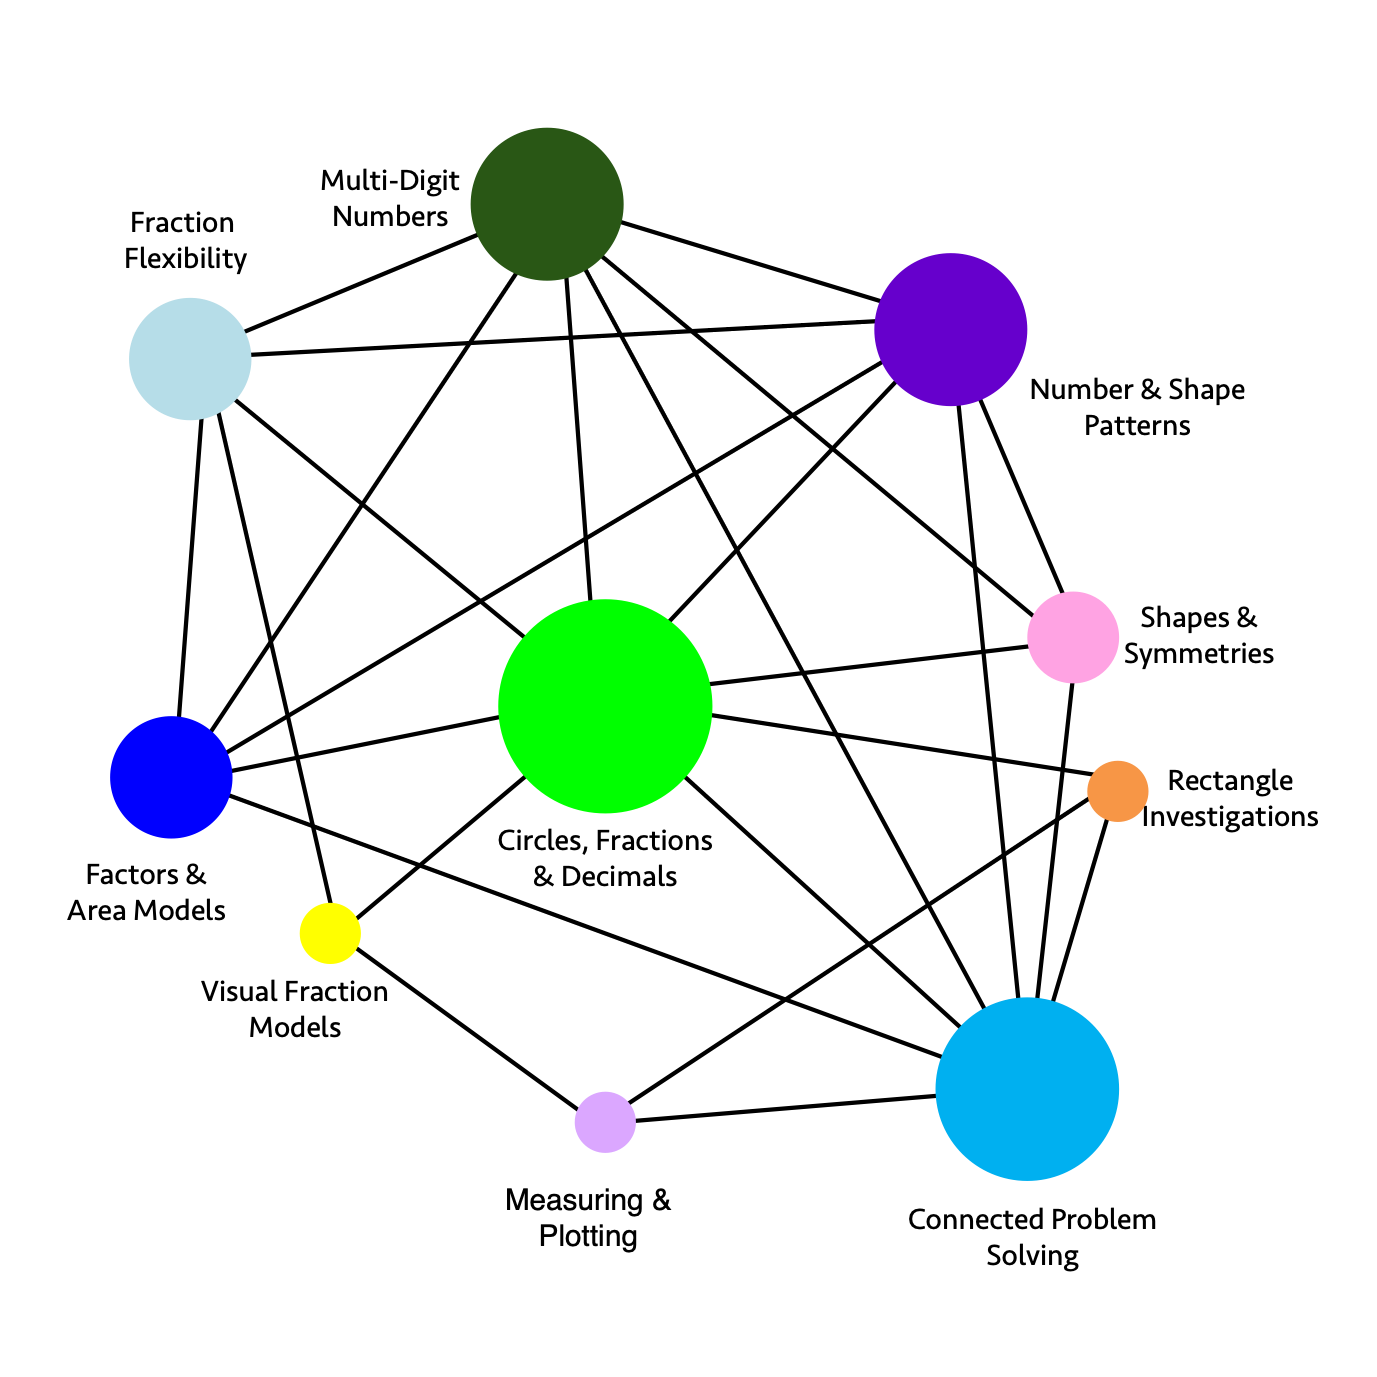 Multi-Digit
Numbers
Fraction
Flexibility
Number & Shape
Patterns
Shapes &
Symmetries
Rectangle
Investigations
Circles, Fractions
& Decimals
Factors &
Area Models
Visual Fraction
Models
Measuring &
Plotting
Connected Problem
Solving